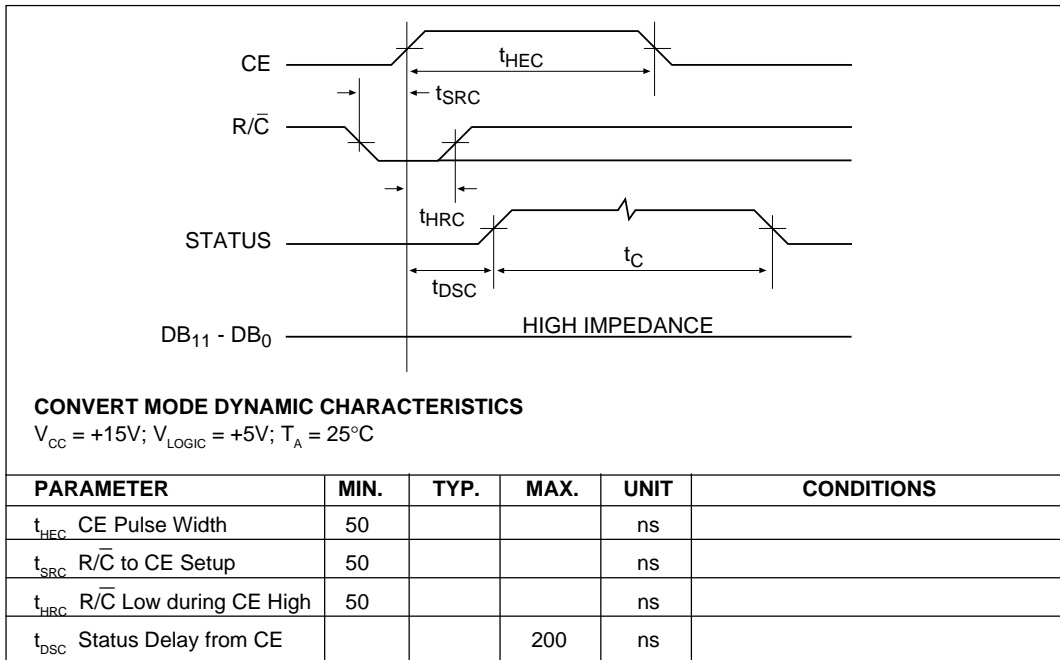 CE
t_HEC
t_SRC
R/C̅
t_HRC
STATUS
t_C
t_DSC
DB₁₁ - DB₀
HIGH IMPEDANCE
CONVERT MODE DYNAMIC CHARACTERISTICS
V_CC = +15V; V_LOGIC = +5V; T_A = 25°C
PARAMETER MIN. TYP. MAX. UNIT CONDITIONS
t_HEC CE Pulse Width 50 ns
t_SRC R/C̅ to CE Setup 50 ns
t_HRC R/C̅ Low during CE High 50 ns
t_DSC Status Delay from CE 200 ns